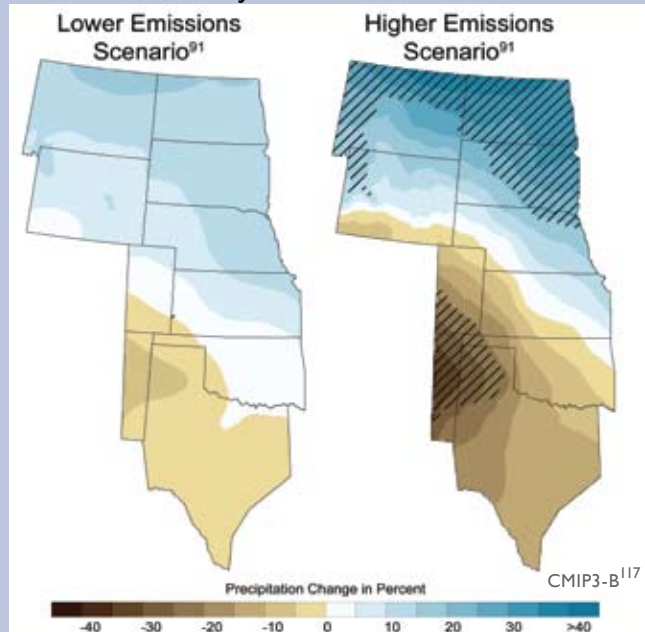 Lower Emissions
Scenario91
Higher Emissions
Scenario91
CMIP3-B117
Precipitation Change in Percent
-40 -30 -20 -10 0 10 20 30 >40